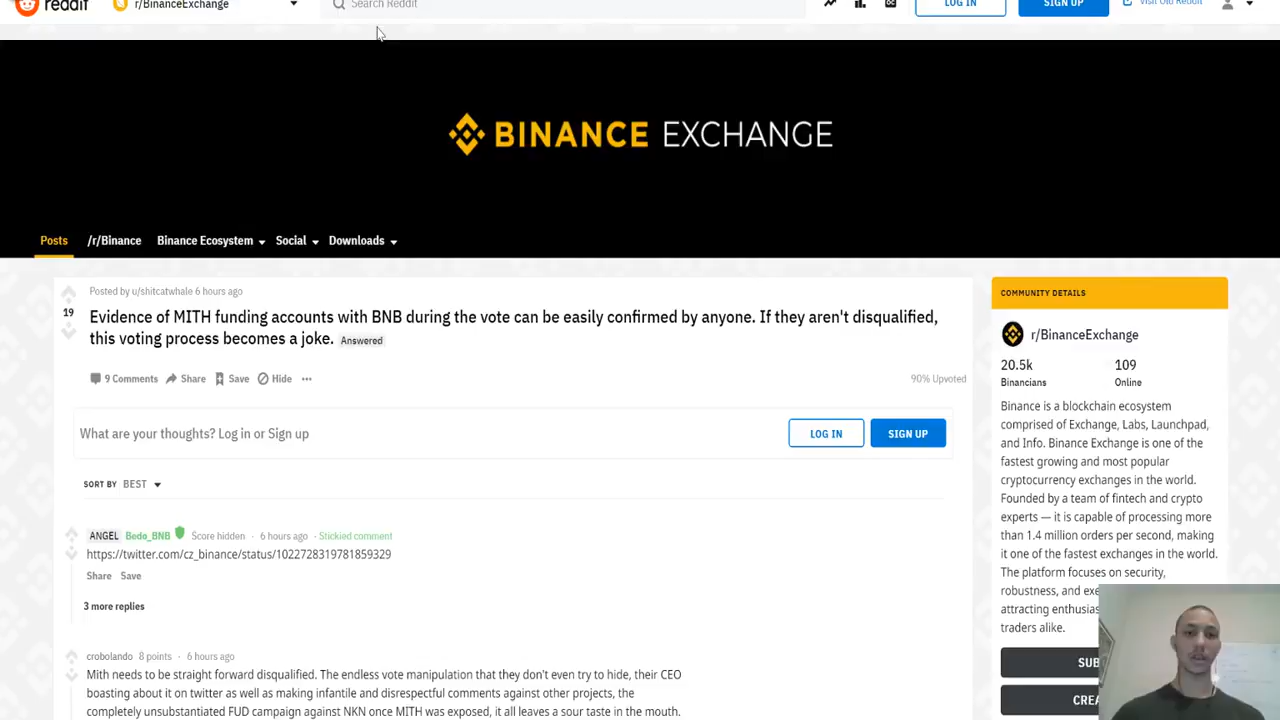 reddit r/BinanceExchange Search Reddit LOG IN SIGN UP Visit Old Reddit
BINANCE EXCHANGE
Posts /r/Binance Binance Ecosystem Social Downloads
Posted by u/shitcatwhale 6 hours ago
19
Evidence of MITH funding accounts with BNB during the vote can be easily confirmed by anyone. If they aren't disqualified,
this voting process becomes a joke. Answered
9 Comments Share Save Hide ··· 90% Upvoted
What are your thoughts? Log in or Sign up LOG IN SIGN UP
SORT BY BEST
ANGEL Bedo_BNB Score hidden · 6 hours ago · Stickied comment
https://twitter.com/cz_binance/status/1022728319781859329
Share Save
3 more replies
crobolando 8 points · 6 hours ago
Mith needs to be straight forward disqualified. The endless vote manipulation that they don't even try to hide, their CEO
boasting about it on twitter as well as making infantile and disrespectful comments against other projects, the
completely unsubstantiated FUD campaign against NKN once MITH was exposed, it all leaves a sour taste in the mouth.
COMMUNITY DETAILS
r/BinanceExchange
20.5k 109
Binancians Online
Binance is a blockchain ecosystem
comprised of Exchange, Labs, Launchpad,
and Info. Binance Exchange is one of the
fastest growing and most popular
cryptocurrency exchanges in the world.
Founded by a team of fintech and crypto
experts — it is capable of processing more
than 1.4 million orders per second, making
it one of the fastest exchanges in the world.
The platform focuses on security,
robustness, and exe
attracting enthusias
traders alike.
SUB
CREA